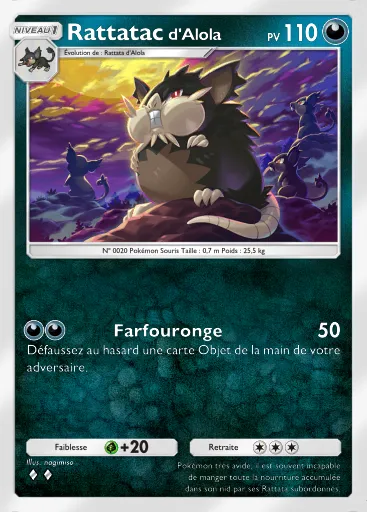 NIVEAU 1
Rattatac d'Alola
PV 110
Évolution de : Rattata d'Alola
N° 0020 Pokémon Souris Taille : 0,7 m Poids : 25,5 kg
Farfouronge 50
Défaussez au hasard une carte Objet de la main de votre
adversaire.
Faiblesse +20
Retraite
Illus. nagimiso
Pokémon très avide, il est souvent incapable
de manger toute la nourriture accumulée
dans son nid par ses Rattata subordonnés.